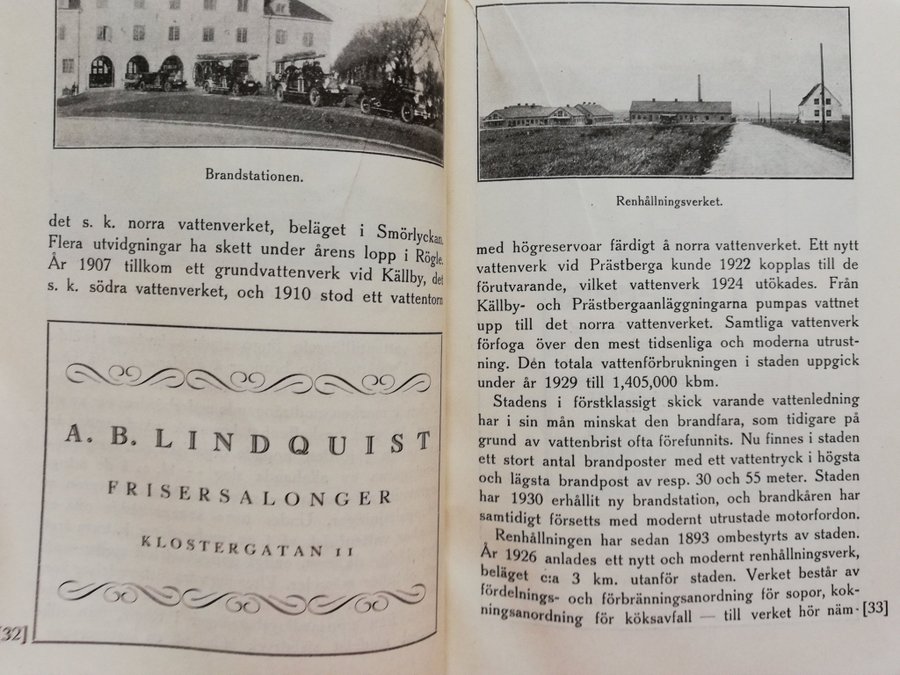 Brandstationen.
det s. k. norra vattenverket, beläget i Smörlyckan.
Flera utvidgningar ha skett under årens lopp i Rögle.
År 1907 tillkom ett grundvattenverk vid Källby, det
s. k. södra vattenverket, och 1910 stod ett vattentorn
A. B. LINDQUIST
FRISERSALONGER
KLOSTERGATAN 11
[32]
Renhållningsverket.
med högreservoar färdigt å norra vattenverket. Ett nytt
vattenverk vid Prästberga kunde 1922 kopplas till de
förutvarande, vilket vattenverk 1924 utökades. Från
Källby- och Prästbergaanläggningarna pumpas vattnet
upp till det norra vattenverket. Samtliga vattenverk
förfoga över den mest tidsenliga och moderna utrust-
ning. Den totala vattenförbrukningen i staden uppgick
under år 1929 till 1,405,000 kbm.
Stadens i förstklassigt skick varande vattenledning
har i sin mån minskat den brandfara, som tidigare på
grund av vattenbrist ofta förefunnits. Nu finnes i staden
ett stort antal brandposter med ett vattentryck i högsta
och lägsta brandpost av resp. 30 och 55 meter. Staden
har 1930 erhållit ny brandstation, och brandkåren har
samtidigt försetts med modernt utrustade motorfordon.
Renhållningen har sedan 1893 ombestyrts av staden.
År 1926 anlades ett nytt och modernt renhållningsverk,
beläget c:a 3 km. utanför staden. Verket består av
fördelnings- och förbränningsanordning för sopor, kok-
ningsanordning för köksavfall — till verket hör näm- [33]